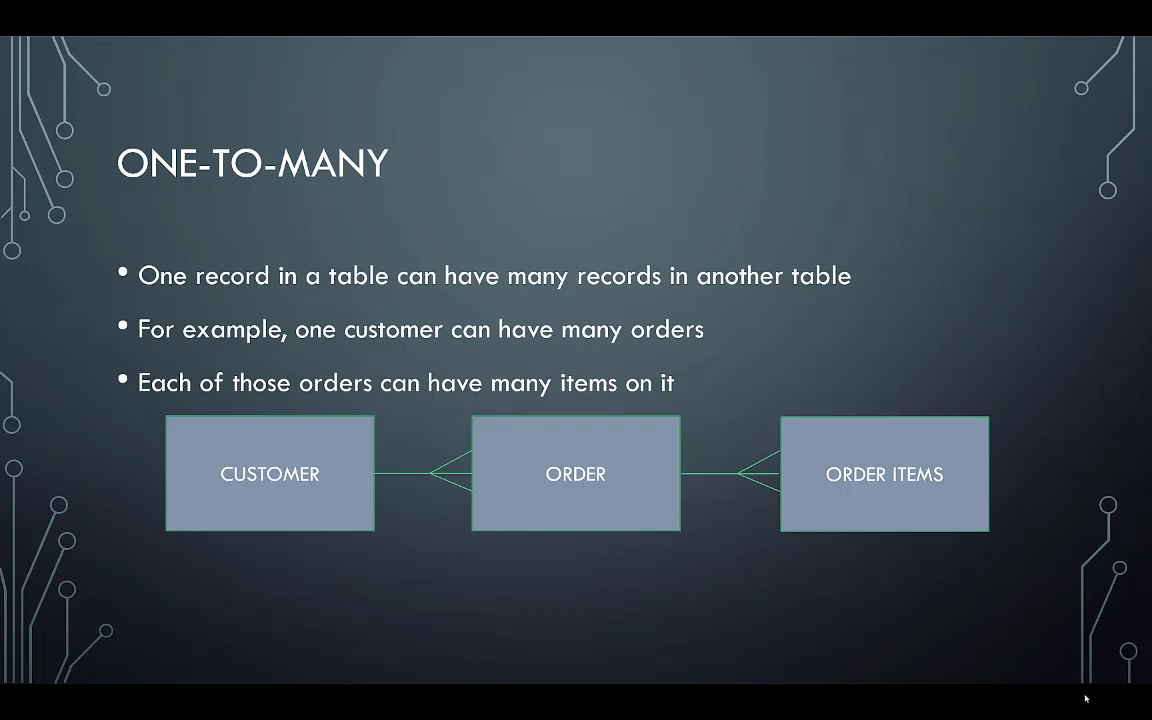 ONE-TO-MANY
• One record in a table can have many records in another table
• For example, one customer can have many orders
• Each of those orders can have many items on it
CUSTOMER
ORDER
ORDER ITEMS